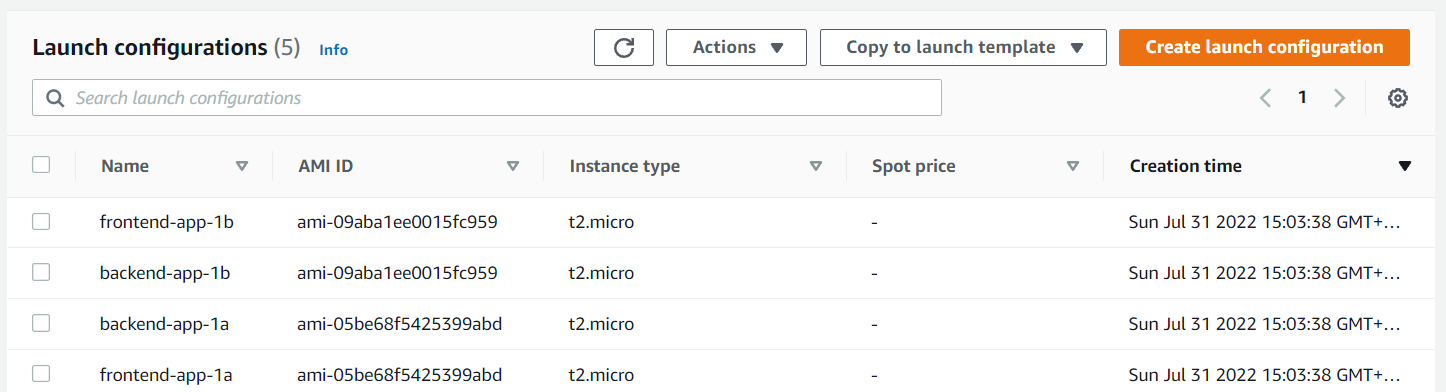 Launch configurations (5) Info Actions Copy to launch template Create launch configuration
Search launch configurations 1
Name AMI ID Instance type Spot price Creation time
frontend-app-1b ami-09aba1ee0015fc959 t2.micro - Sun Jul 31 2022 15:03:38 GMT+...
backend-app-1b ami-09aba1ee0015fc959 t2.micro - Sun Jul 31 2022 15:03:38 GMT+...
backend-app-1a ami-05be68f5425399abd t2.micro - Sun Jul 31 2022 15:03:38 GMT+...
frontend-app-1a ami-05be68f5425399abd t2.micro - Sun Jul 31 2022 15:03:38 GMT+...